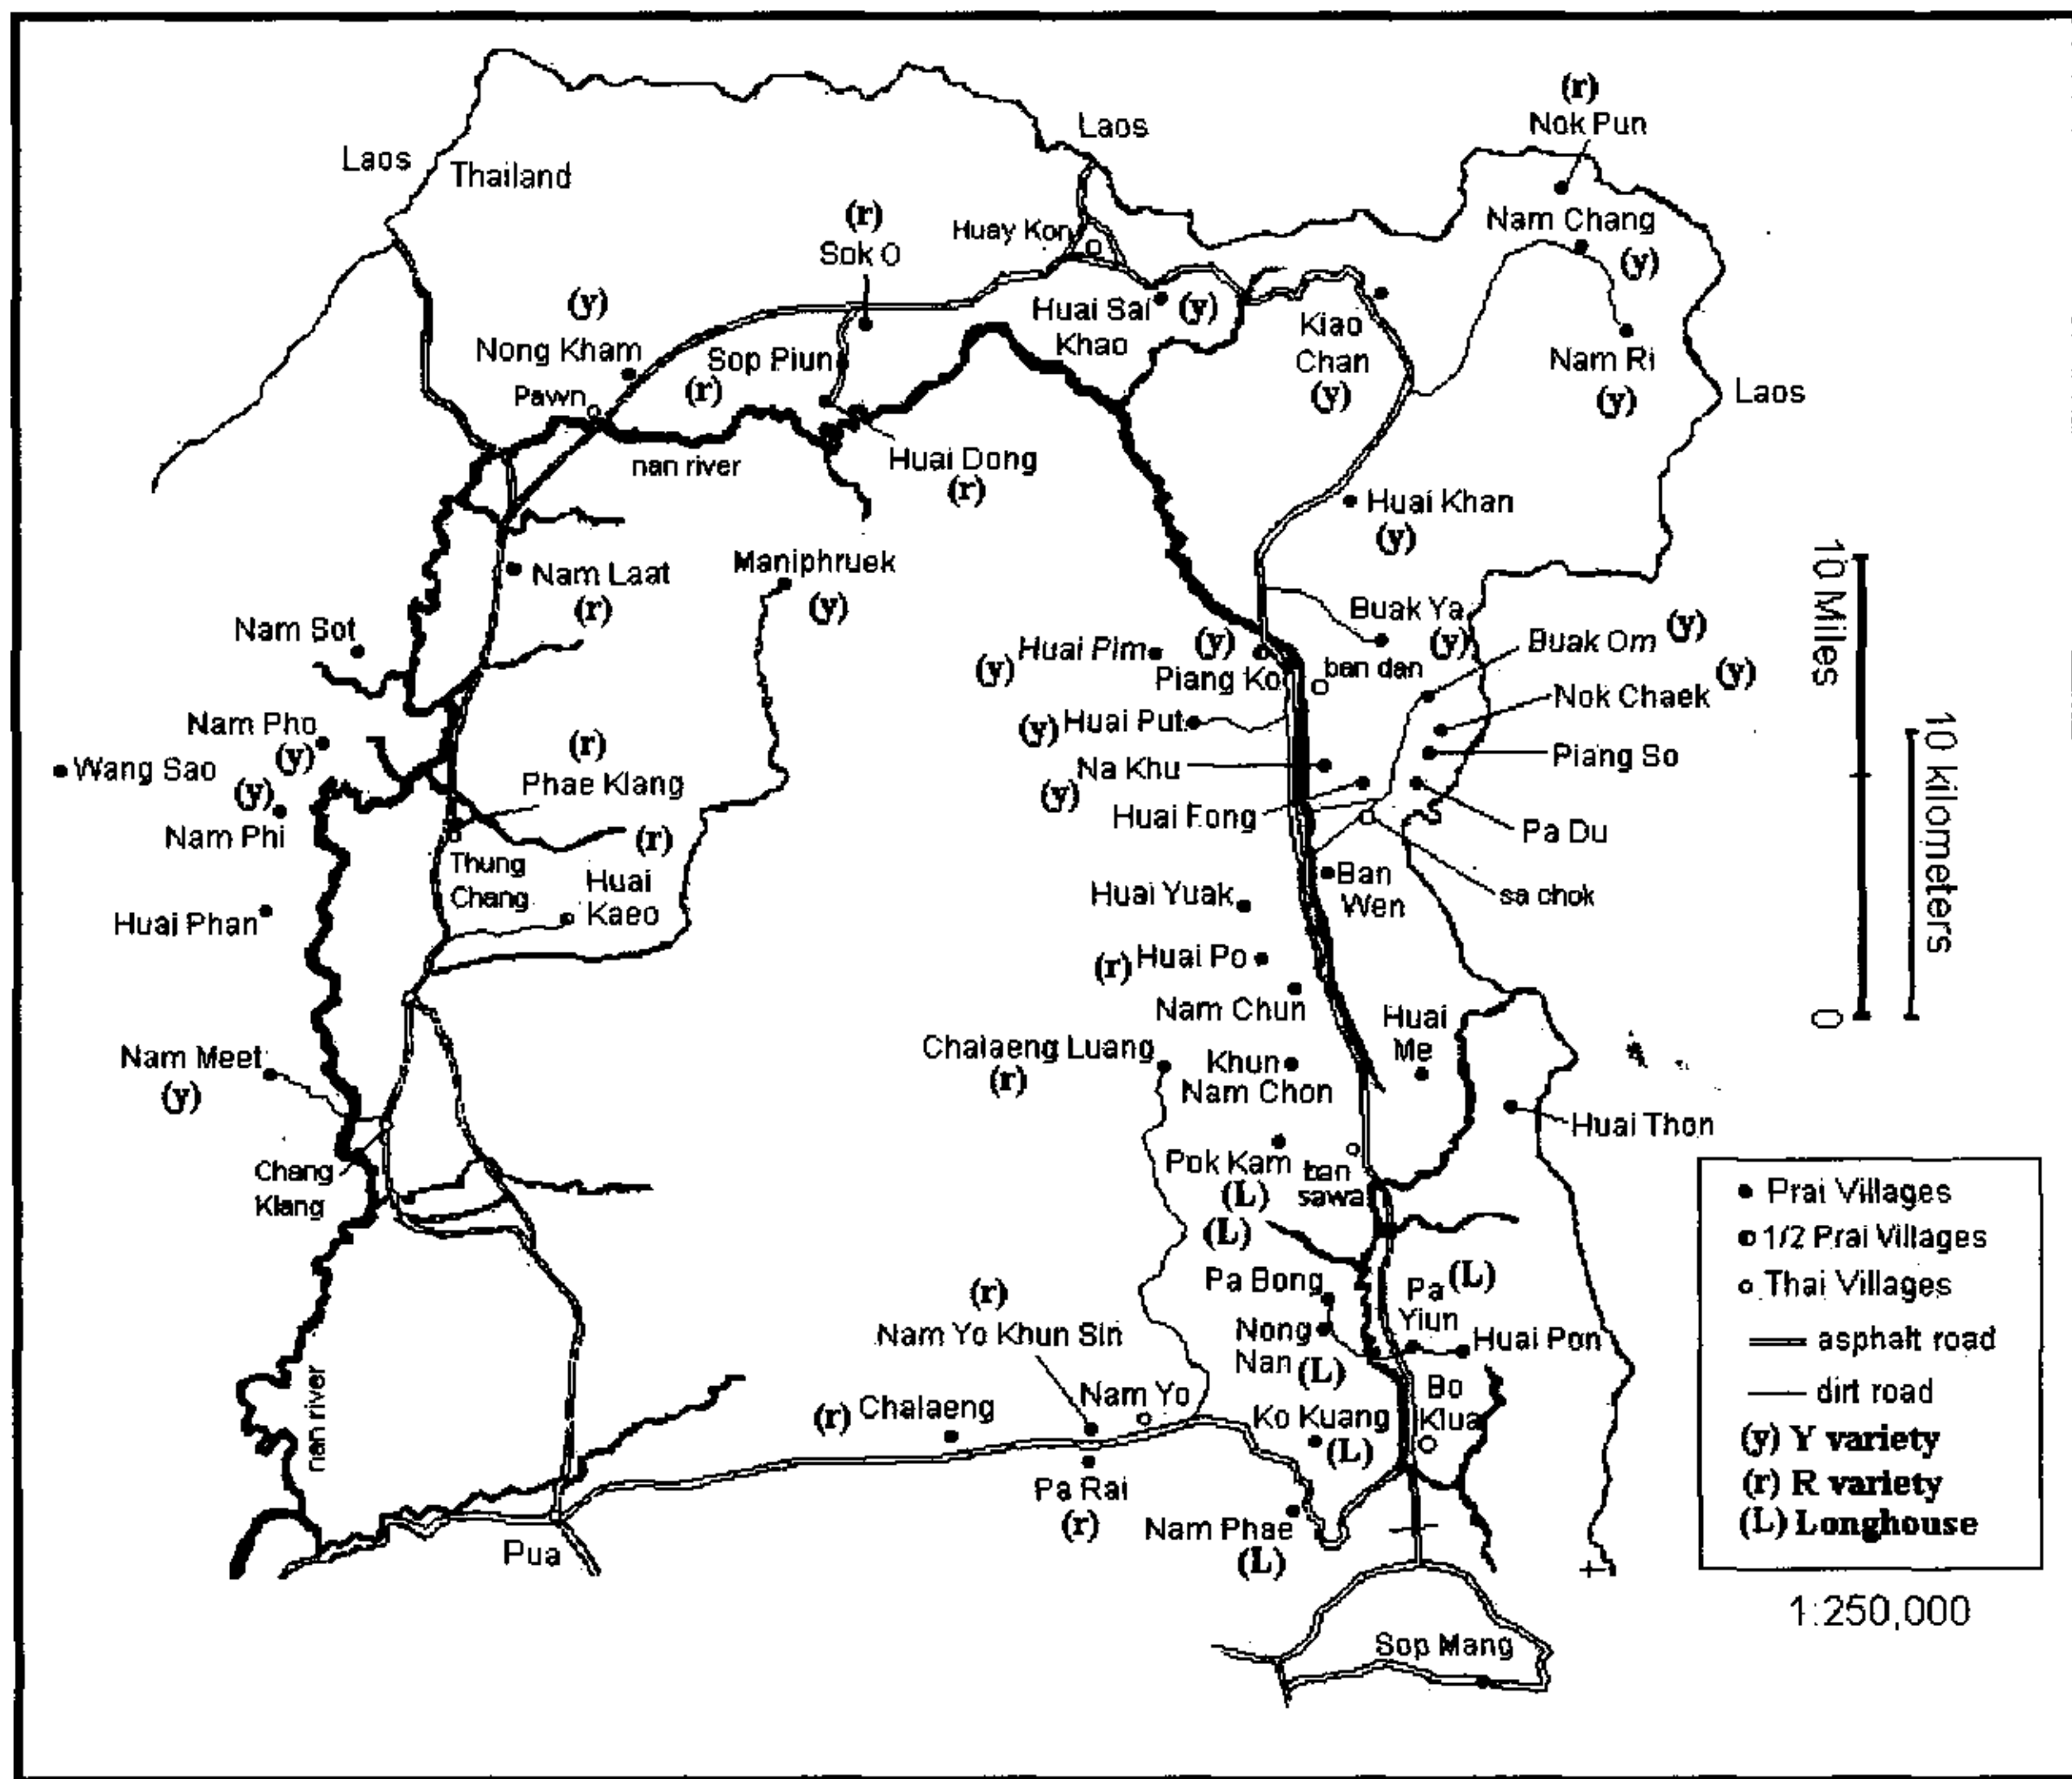 (r)
Nok Pun
Laos
Laos
Thailand
(r)
Sok O
Huay Kon
Nam Chang
(y)
(y)
Nong Kham
Pawn
Sop Piun
(r)
Huai Sai
Khao
(y)
Kiao
Chan
(y)
Nam Ri
(y)
Laos
nan river
Huai Dong
(r)
Huai Khan
(y)
Nam Laat
(r)
Maniphruek
(y)
Nam Sot
Buak Ya
(y)
Buak Om
(y)
(y)
Huai Pim
(y)
Piang Ko
ban dan
Nok Chaek
(y)
Nam Pho
(y)
(y)
Huai Put
Wang Sao
(r)
Phae Klang
Na Khu
Piang So
(y)
Nam Phi
(y)
Huai Fong
Pa Du
(r)
Thung
Chang
Huai
Kaeo
Huai Phan
Huai Yuak
Ban
Wen
sa chok
(r)
Huai Po
Nam Chun
Huai
Me
Nam Meet
(y)
Chalaeng Luang
(r)
Khun
Nam Chon
Huai Thon
Chang
Klang
Pok Kam
(L)
(L)
ban
sawa
Pa Bong
Pa
Yiun
(L)
Nong
Nan
(L)
Huai Pon
(r)
Nam Yo Khun Sin
Nam Yo
(r)
Chalaeng
Ko Kuang
(L)
Bo
Klua
nan river
Pa Rai
(r)
Nam Phae
(L)
Pua
Sop Mang
10 Miles
10 kilometers
0
Prai Villages
1/2 Prai Villages
Thai Villages
asphalt road
dirt road
(y) Y variety
(r) R variety
(L) Longhouse
1:250,000